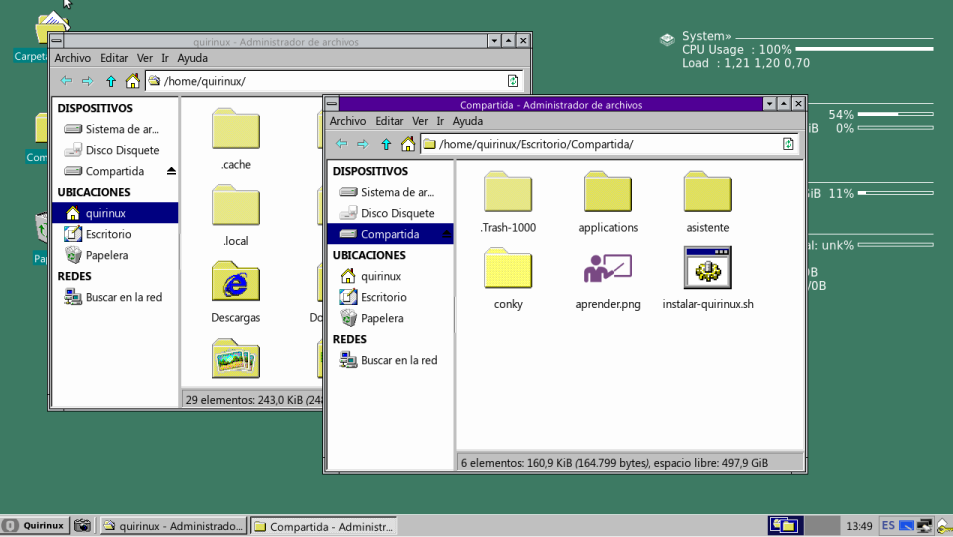 Carpeta
Com
Pap
quirinux - Administrador de archivos
Archivo Editar Ver Ir Ayuda
/home/quirinux/
DISPOSITIVOS
Sistema de ar...
Disco Disquete
Compartida
UBICACIONES
quirinux
Escritorio
Papelera
REDES
Buscar en la red
.cache
.local
Descargas
Do
29 elementos: 243,0 KiB (248
Compartida - Administrador de archivos
Archivo Editar Ver Ir Ayuda
/home/quirinux/Escritorio/Compartida/
DISPOSITIVOS
Sistema de ar...
Disco Disquete
Compartida
UBICACIONES
quirinux
Escritorio
Papelera
REDES
Buscar en la red
.Trash-1000 applications asistente
conky aprender.png instalar-quirinux.sh
6 elementos: 160,9 KiB (164.799 bytes), espacio libre: 497,9 GiB
System»
CPU Usage : 100%
Load : 1,21 1,20 0,70
54%
iB 0%
iB 11%
al: unk%
0B
/0B
Quirinux
quirinux - Administrado...
Compartida - Administr...
13:49 ES